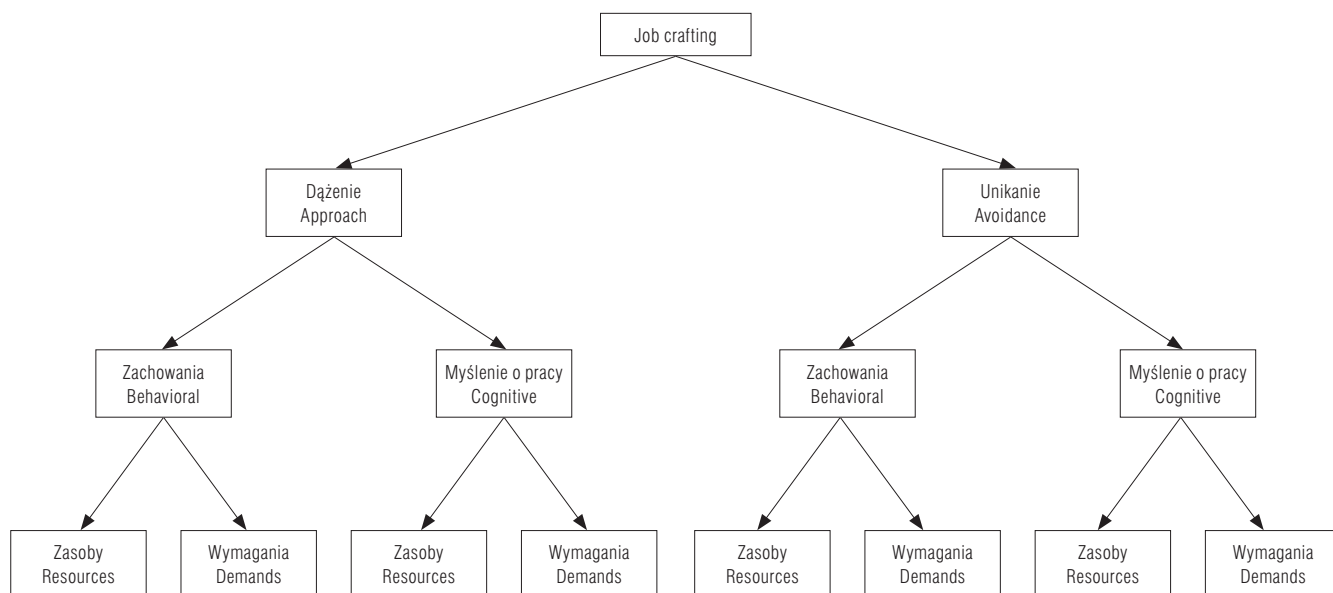 Job crafting
Dążenie
Approach
Unikanie
Avoidance
Zachowania
Behavioral
Myślenie o pracy
Cognitive
Zachowania
Behavioral
Myślenie o pracy
Cognitive
Zasoby
Resources
Wymagania
Demands
Zasoby
Resources
Wymagania
Demands
Zasoby
Resources
Wymagania
Demands
Zasoby
Resources
Wymagania
Demands